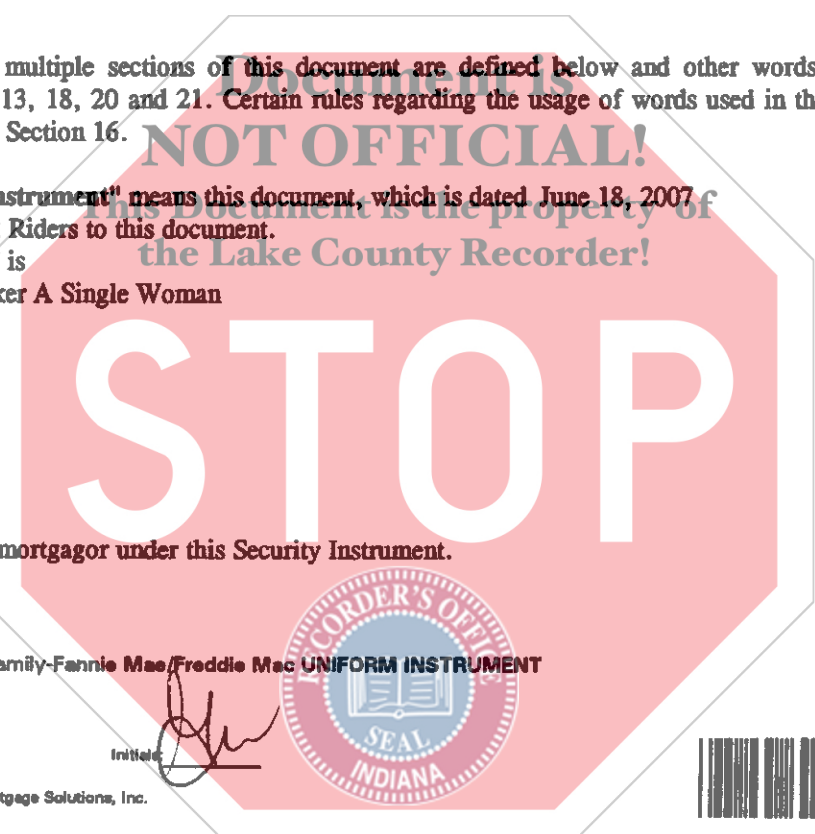 multiple sections of this document are defined below and other words
Document is
13, 18, 20 and 21. Certain rules regarding the usage of words used in th
Section 16.
NOT OFFICIAL!
nstrument" means this document, which is dated June 18, 2007
This Document is the property of
Riders to this document.
the Lake County Recorder!
is
ker A Single Woman
STOP
mortgagor under this Security Instrument.
RECORDER'S OFFICE
amily-Fannie Mae/Freddie Mac UNIFORM INSTRUMENT
SEAL
Initials:
INDIANA
tgage Solutions, Inc.